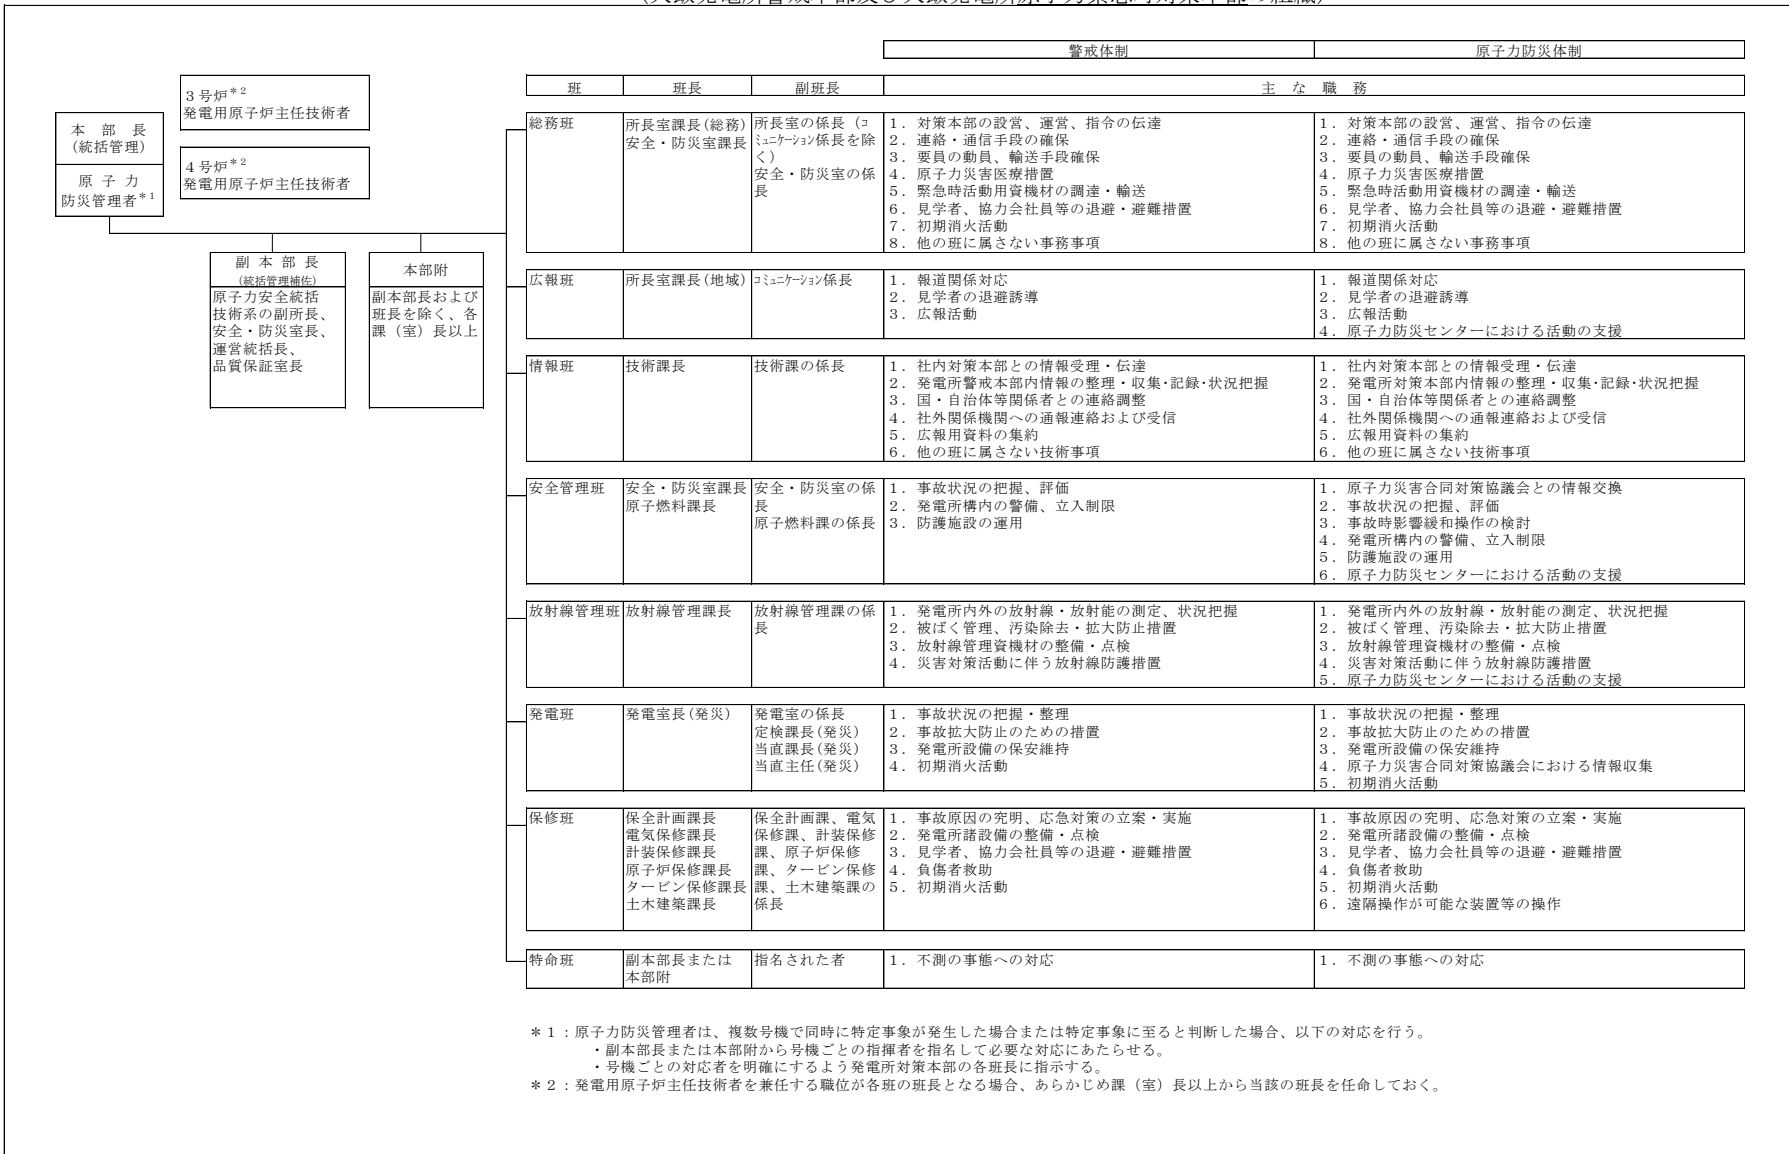 警戒体制
原子力防災体制
班
班長
副班長
主な職務
3号炉*2
発電用原子炉主任技術者
4号炉*2
発電用原子炉主任技術者
本部長
(統括管理)
原子力
防災管理者*1
副本部長
(統括管理補佐)
原子力安全統括
技術系の副所長、
安全・防災室長、
運営統括長、
品質保証室長
本部附
副本部長および
班長を除く、各
課（室）長以上
総務班
所長室課長(総務)
安全・防災室課長
所長室の係長（コ
ミュニケーション係長を除
く）
安全・防災室の係
長
1．対策本部の設営、運営、指令の伝達
2．連絡・通信手段の確保
3．要員の動員、輸送手段確保
4．原子力災害医療措置
5．緊急時活動用資機材の調達・輸送
6．見学者、協力会社員等の退避・避難措置
7．初期消火活動
8．他の班に属さない事務事項
1．対策本部の設営、運営、指令の伝達
2．連絡・通信手段の確保
3．要員の動員、輸送手段確保
4．原子力災害医療措置
5．緊急時活動用資機材の調達・輸送
6．見学者、協力会社員等の退避・避難措置
7．初期消火活動
8．他の班に属さない事務事項
広報班
所長室課長(地域)
コミュニケーション係長
1．報道関係対応
2．見学者の退避誘導
3．広報活動
1．報道関係対応
2．見学者の退避誘導
3．広報活動
4．原子力防災センターにおける活動の支援
情報班
技術課長
技術課の係長
1．社内対策本部との情報受理・伝達
2．発電所警戒本部内情報の整理・収集・記録・状況把握
3．国・自治体等関係者との連絡調整
4．社外関係機関への通報連絡および受信
5．広報用資料の集約
6．他の班に属さない技術事項
1．社内対策本部との情報受理・伝達
2．発電所対策本部内情報の整理・収集・記録・状況把握
3．国・自治体等関係者との連絡調整
4．社外関係機関への通報連絡および受信
5．広報用資料の集約
6．他の班に属さない技術事項
安全管理班
安全・防災室課長
原子燃料課長
安全・防災室の係
長
原子燃料課の係長
1．事故状況の把握、評価
2．発電所構内の警備、立入制限
3．防護施設の運用
1．原子力災害合同対策協議会との情報交換
2．事故状況の把握、評価
3．事故時影響緩和操作の検討
4．発電所構内の警備、立入制限
5．防護施設の運用
6．原子力防災センターにおける活動の支援
放射線管理班
放射線管理課長
放射線管理課の係
長
1．発電所内外の放射線・放射能の測定、状況把握
2．被ばく管理、汚染除去・拡大防止措置
3．放射線管理資機材の整備・点検
4．災害対策活動に伴う放射線防護措置
1．発電所内外の放射線・放射能の測定、状況把握
2．被ばく管理、汚染除去・拡大防止措置
3．放射線管理資機材の整備・点検
4．災害対策活動に伴う放射線防護措置
5．原子力防災センターにおける活動の支援
発電班
発電室長(発災)
発電室の係長
定検課長(発災)
当直課長(発災)
当直主任(発災)
1．事故状況の把握・整理
2．事故拡大防止のための措置
3．発電所設備の保安維持
4．初期消火活動
1．事故状況の把握・整理
2．事故拡大防止のための措置
3．発電所設備の保安維持
4．原子力災害合同対策協議会における情報収集
5．初期消火活動
保修班
保全計画課長
電気保修課長
計装保修課長
原子炉保修課長
タービン保修課長
土木建築課長
保全計画課、電気
保修課、計装保修
課、原子炉保修
課、タービン保修
課、土木建築課の
係長
1．事故原因の究明、応急対策の立案・実施
2．発電所諸設備の整備・点検
3．見学者、協力会社員等の退避・避難措置
4．負傷者救助
5．初期消火活動
1．事故原因の究明、応急対策の立案・実施
2．発電所諸設備の整備・点検
3．見学者、協力会社員等の退避・避難措置
4．負傷者救助
5．初期消火活動
6．遠隔操作が可能な装置等の操作
特命班
副本部長または
本部附
指名された者
1．不測の事態への対応
1．不測の事態への対応
＊1：原子力防災管理者は、複数号機で同時に特定事象が発生した場合または特定事象に至ると判断した場合、以下の対応を行う。
・副本部長または本部附から号機ごとの指揮者を指名して必要な対応にあたらせる。
・号機ごとの対応者を明確にするよう発電所対策本部の各班長に指示する。
＊2：発電用原子炉主任技術者を兼任する職位が各班の班長となる場合、あらかじめ課（室）長以上から当該の班長を任命しておく。